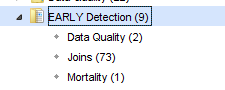 EARLY Detection (9)
Data Quality (2)
Joins (73)
Mortality (1)